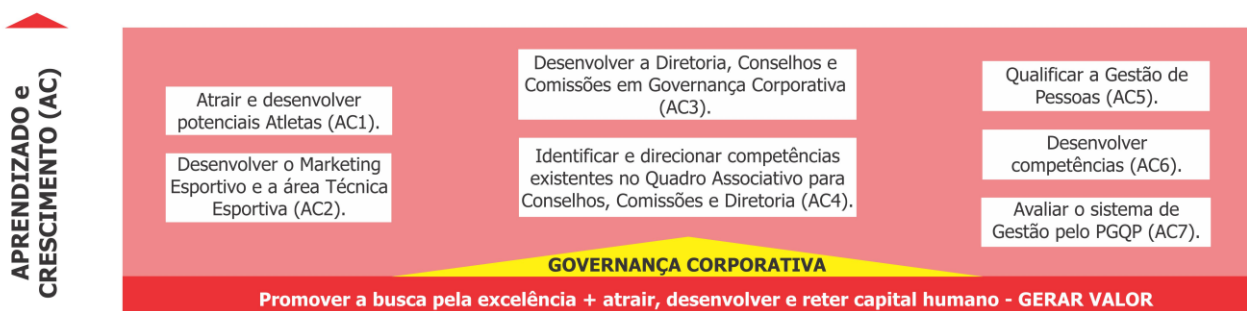 APRENDIZADO e
CRESCIMENTO (AC)
Atrair e desenvolver
potenciais Atletas (AC1).
Desenvolver o Marketing
Esportivo e a área Técnica
Esportiva (AC2).
Desenvolver a Diretoria, Conselhos e
Comissões em Governança Corporativa
(AC3).
Identificar e direcionar competências
existentes no Quadro Associativo para
Conselhos, Comissões e Diretoria (AC4).
Qualificar a Gestão de
Pessoas (AC5).
Desenvolver
competências (AC6).
Avaliar o sistema de
Gestão pelo PGQP (AC7).
GOVERNANÇA CORPORATIVA
Promover a busca pela excelência + atrair, desenvolver e reter capital humano - GERAR VALOR